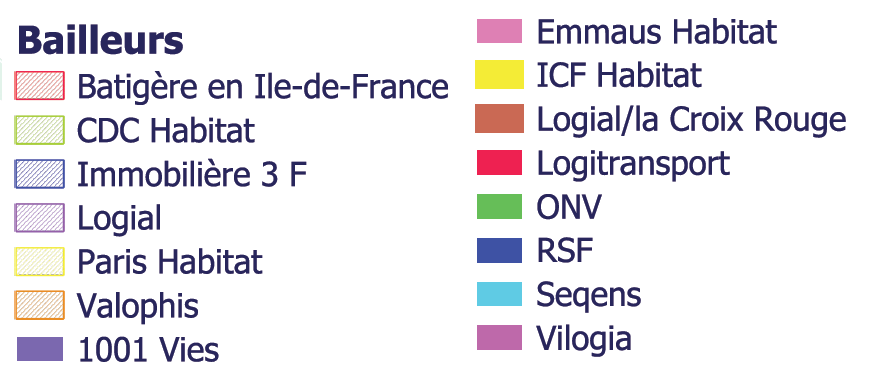 Bailleurs
Batigère en Ile-de-France
CDC Habitat
Immobilière 3 F
Logial
Paris Habitat
Valophis
1001 Vies
Emmaus Habitat
ICF Habitat
Logial/la Croix Rouge
Logitransport
ONV
RSF
Seqens
Vilogia